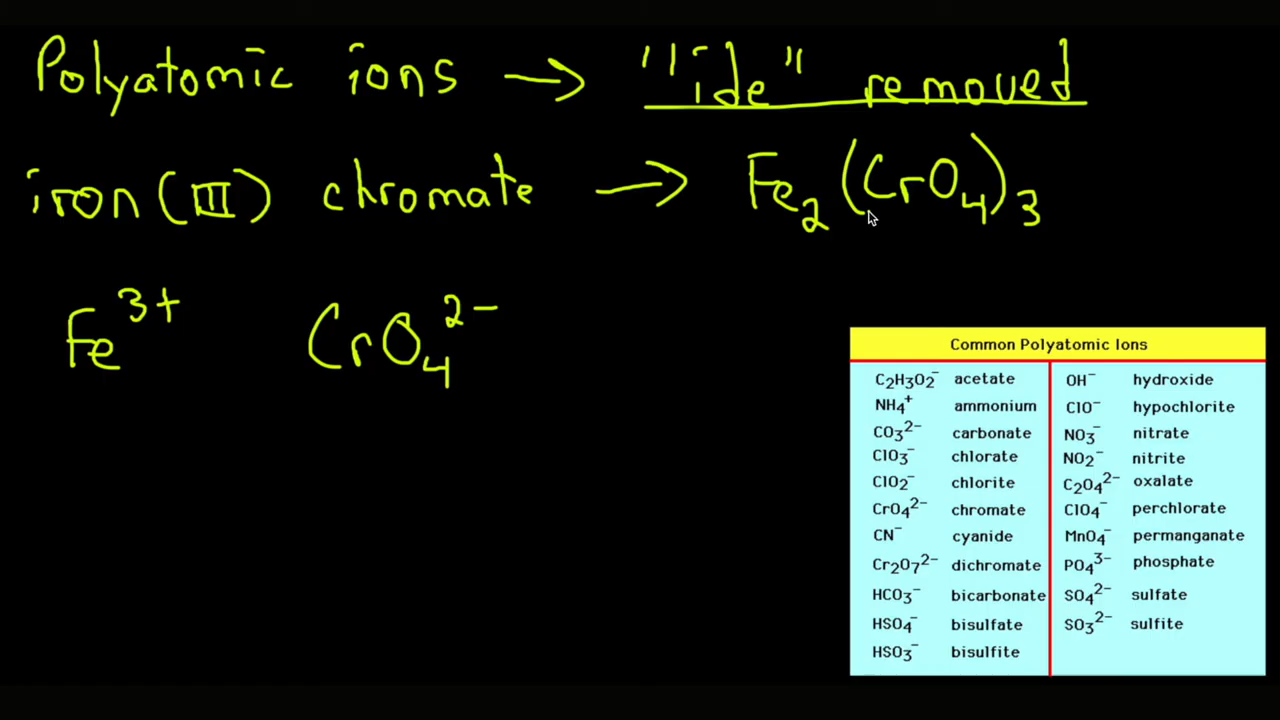 Polyatomic ions → "ide" removed
iron (III) chromate → Fe₂(CrO₄)₃
Fe³⁺ CrO₄²⁻
Common Polyatomic Ions
C₂H₃O₂⁻ acetate
NH₄⁺ ammonium
CO₃²⁻ carbonate
ClO₃⁻ chlorate
ClO₂⁻ chlorite
CrO₄²⁻ chromate
CN⁻ cyanide
Cr₂O₇²⁻ dichromate
HCO₃⁻ bicarbonate
HSO₄⁻ bisulfate
HSO₃⁻ bisulfite
OH⁻ hydroxide
ClO⁻ hypochlorite
NO₃⁻ nitrate
NO₂⁻ nitrite
C₂O₄²⁻ oxalate
ClO₄⁻ perchlorate
MnO₄⁻ permanganate
PO₄³⁻ phosphate
SO₄²⁻ sulfate
SO₃²⁻ sulfite